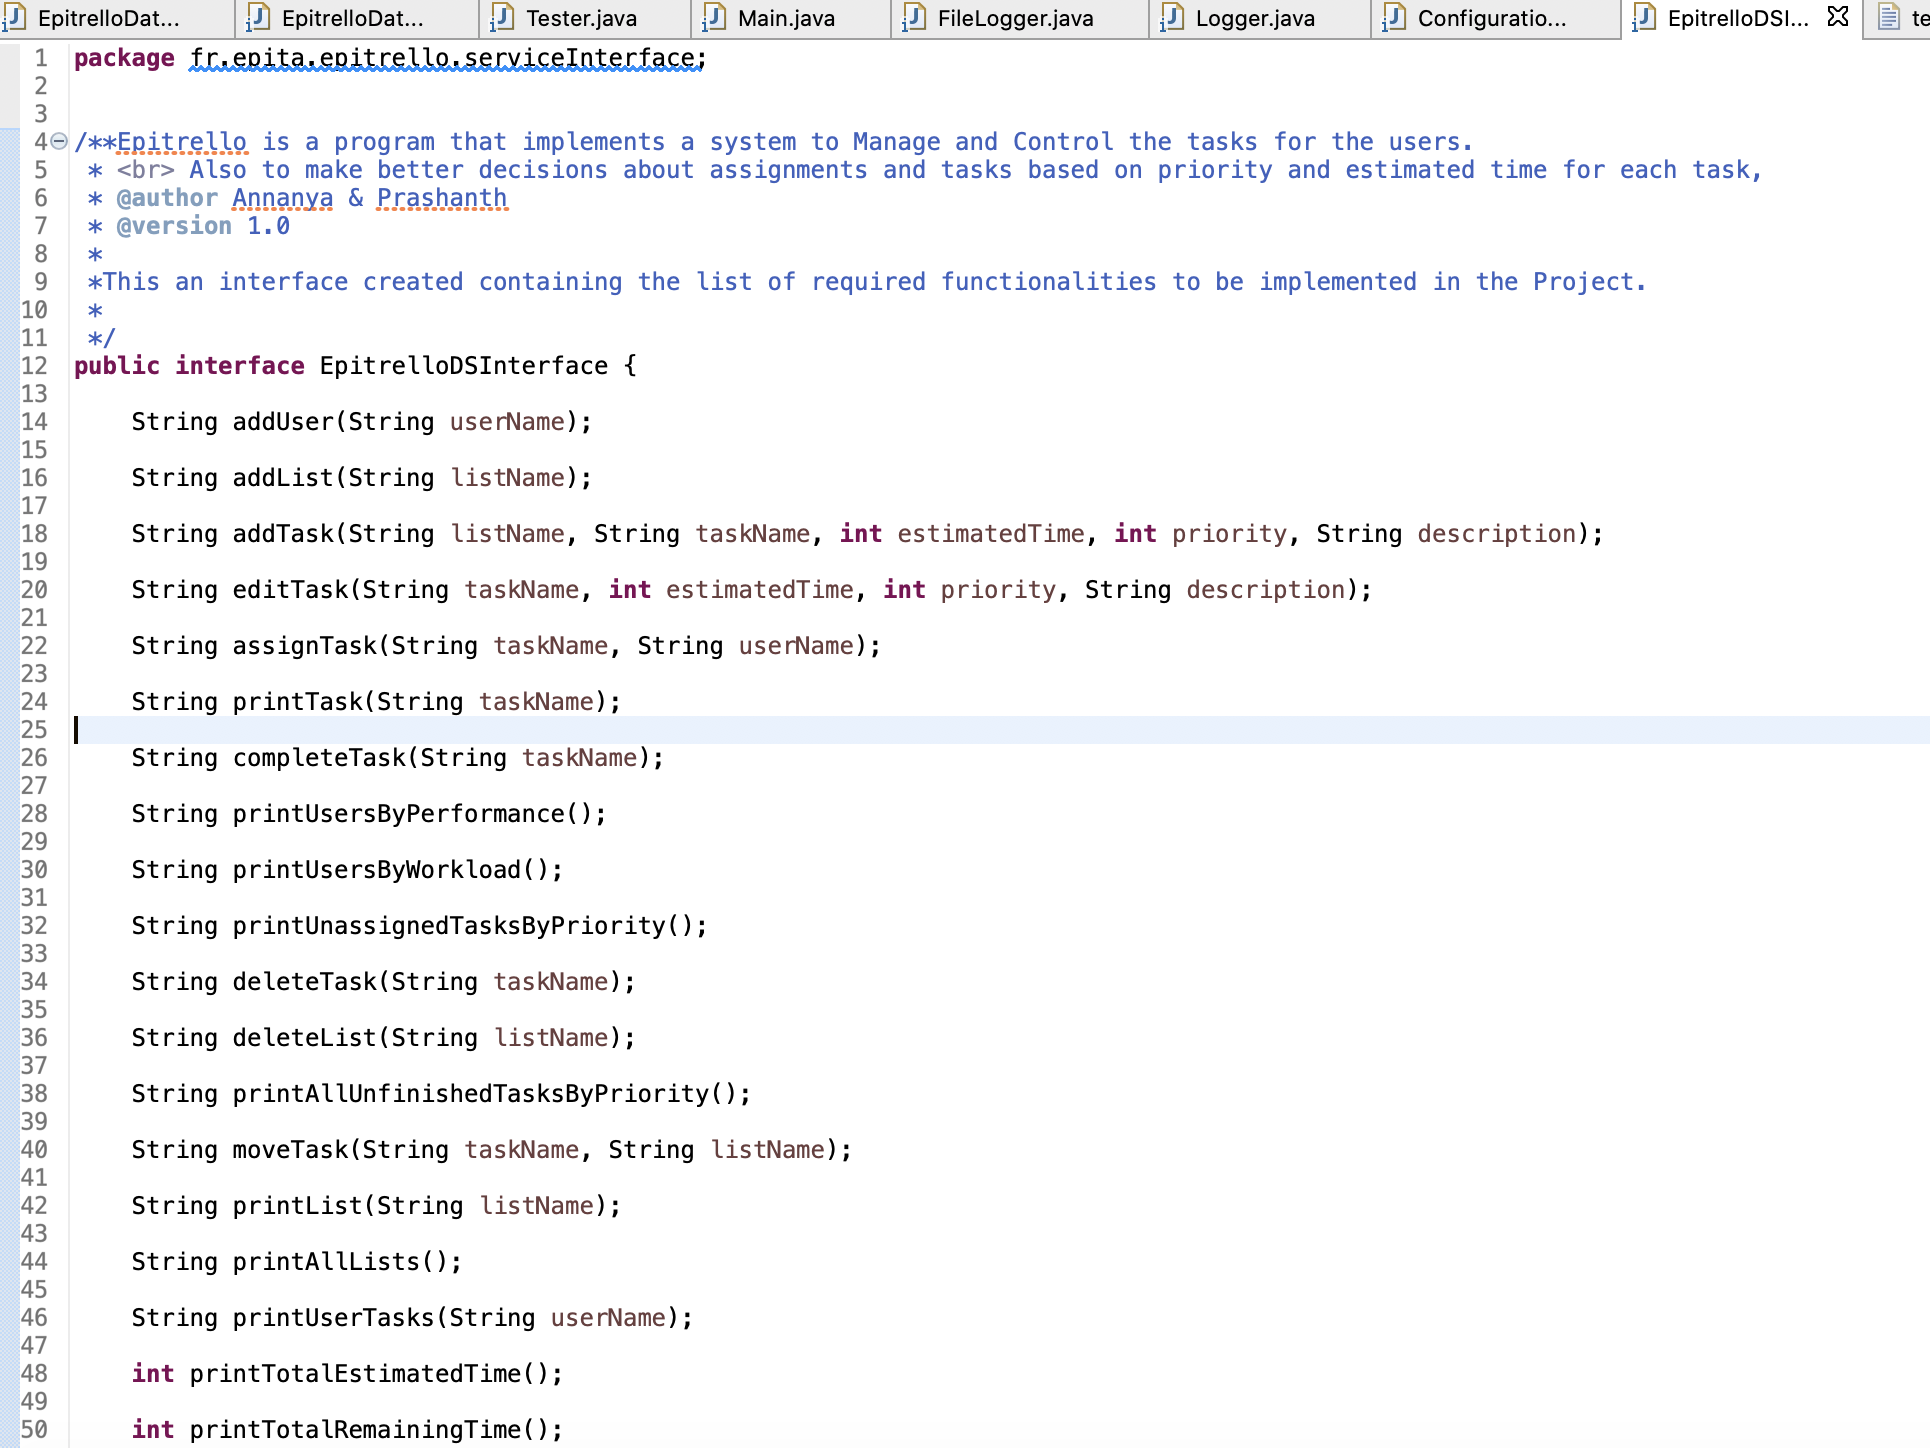 EpitrelloDat... EpitrelloDat... Tester.java Main.java FileLogger.java Logger.java Configuratio... EpitrelloDSI... te
1 package fr.epita.epitrello.serviceInterface;
2
3
4 /**Epitrello is a program that implements a system to Manage and Control the tasks for the users.
5 * <br> Also to make better decisions about assignments and tasks based on priority and estimated time for each task,
6 * @author Annanya & Prashanth
7 * @version 1.0
8 *
9 *This an interface created containing the list of required functionalities to be implemented in the Project.
10 *
11 */
12 public interface EpitrelloDSInterface {
13
14 String addUser(String userName);
15
16 String addList(String listName);
17
18 String addTask(String listName, String taskName, int estimatedTime, int priority, String description);
19
20 String editTask(String taskName, int estimatedTime, int priority, String description);
21
22 String assignTask(String taskName, String userName);
23
24 String printTask(String taskName);
25
26 String completeTask(String taskName);
27
28 String printUsersByPerformance();
29
30 String printUsersByWorkload();
31
32 String printUnassignedTasksByPriority();
33
34 String deleteTask(String taskName);
35
36 String deleteList(String listName);
37
38 String printAllUnfinishedTasksByPriority();
39
40 String moveTask(String taskName, String listName);
41
42 String printList(String listName);
43
44 String printAllLists();
45
46 String printUserTasks(String userName);
47
48 int printTotalEstimatedTime();
49
50 int printTotalRemainingTime();